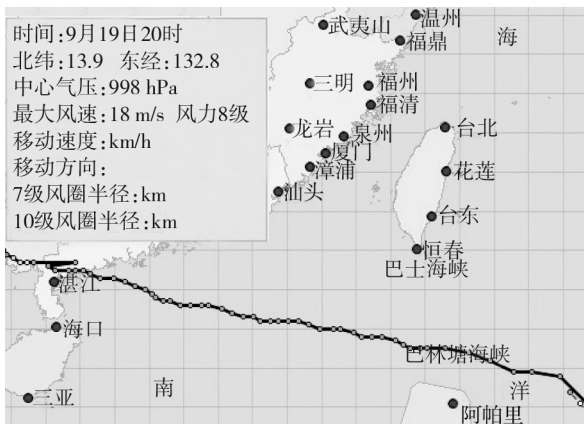 时间:9月19日20时
北纬:13.9 东经:132.8
中心气压:998 hPa
最大风速:18 m/s 风力8级
移动速度:km/h
移动方向:
7级风圈半径:km
10级风圈半径:km
武夷山
温州
福鼎
海
三明
福州
福清
龙岩
泉州
厦门
漳浦
汕头
台北
花莲
台东
恒春
巴士海峡
湛江
海口
三亚
南
巴林塘海峡
洋
阿帕里